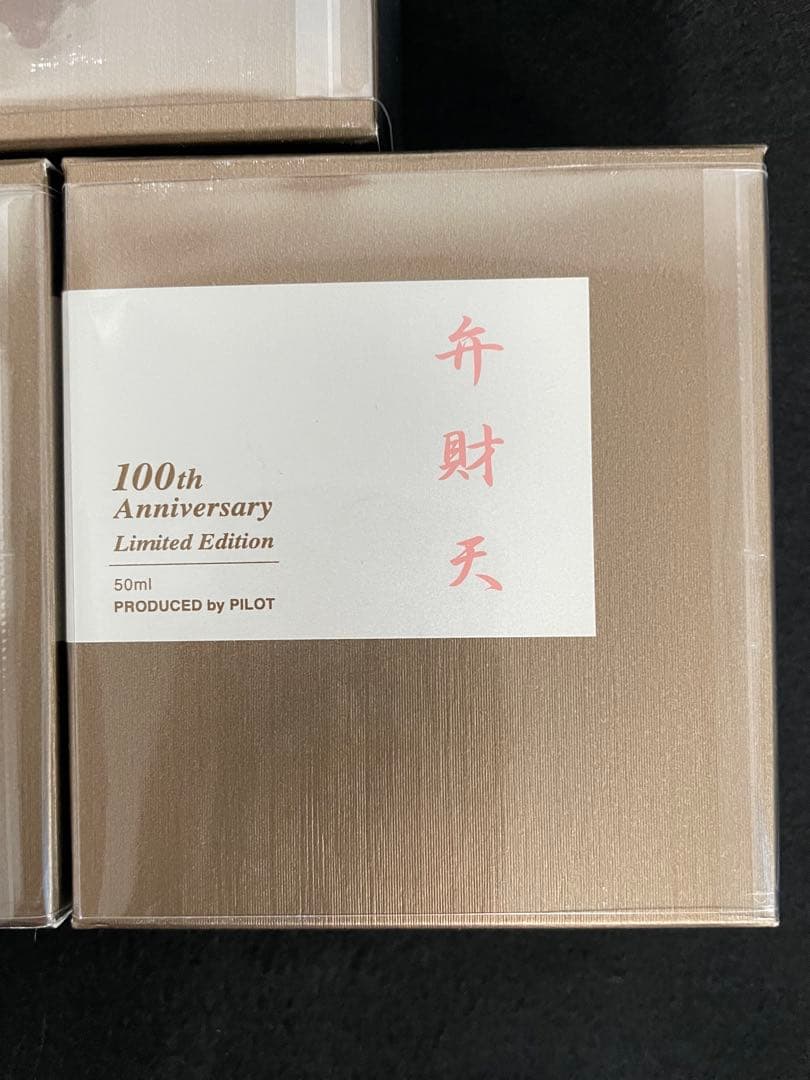 弁財天
100th
Anniversary
Limited Edition
50ml
PRODUCED by PILOT